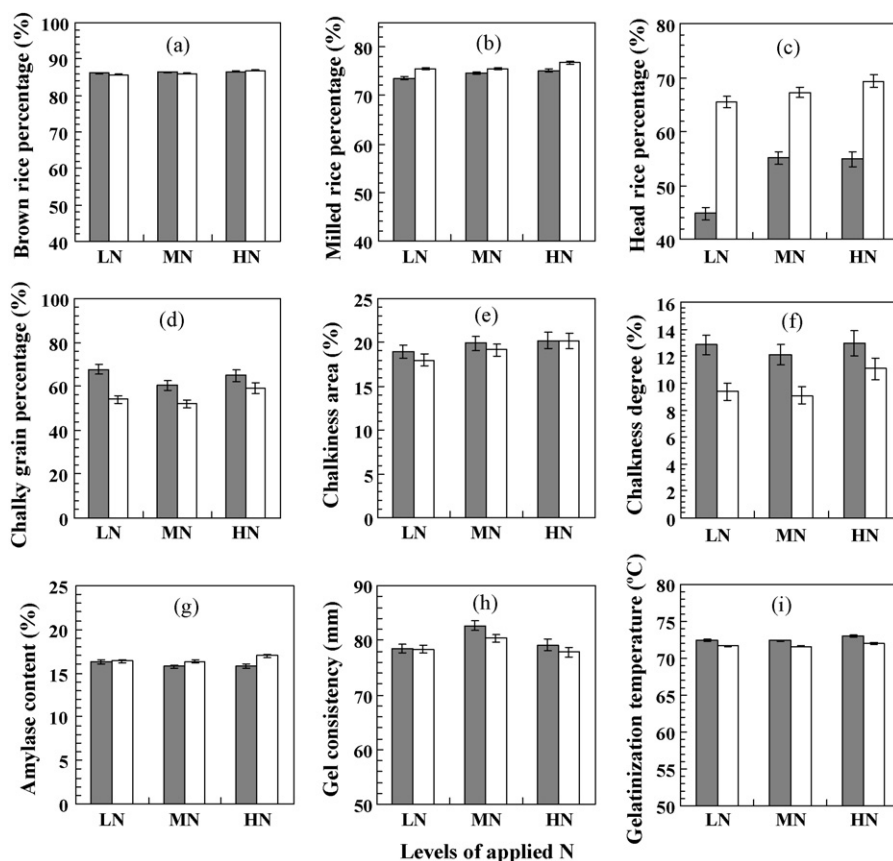 Brown rice percentage (%)
100
90
80
70
60
50
40
(a)
LN MN HN
Milled rice percentage (%)
80
70
60
50
40
(b)
LN MN HN
Head rice percentage (%)
80
70
60
50
40
(c)
LN MN HN
Chalky grain percentage (%)
100
80
60
40
20
0
(d)
LN MN HN
Chalkiness area (%)
25
20
15
10
5
0
(e)
LN MN HN
Chalkness degree (%)
16
14
12
10
8
6
4
2
0
(f)
LN MN HN
Amylase content (%)
25
20
15
10
5
0
(g)
LN MN HN
Gel consistency (mm)
90
80
70
60
50
(h)
LN MN HN
Gelatinization temperature (°C)
80
75
70
65
60
55
50
(i)
LN MN HN
Levels of applied N